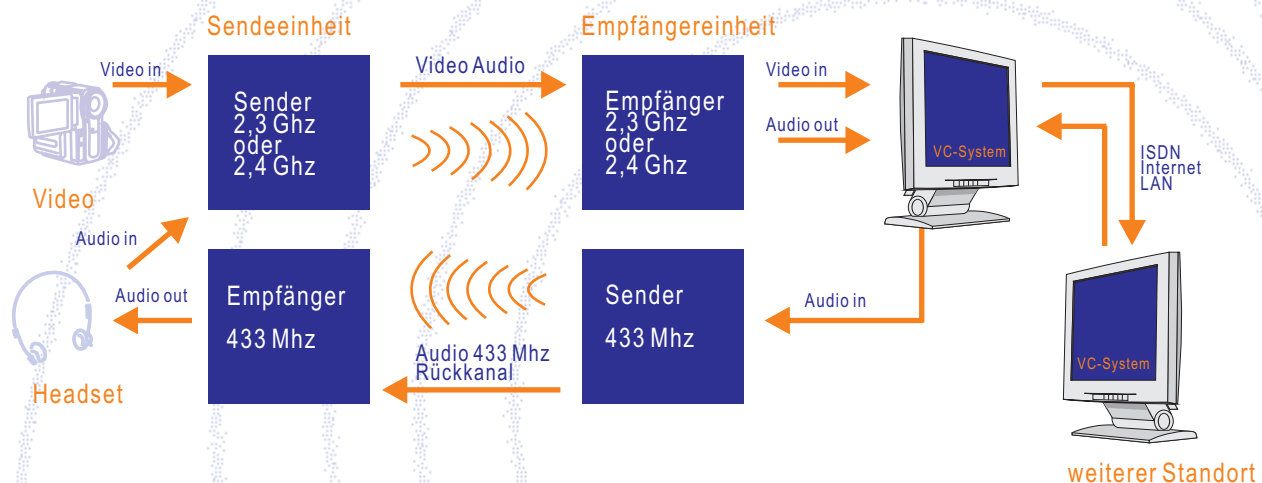 Sendeeinheit
Empfängereinheit
Video in
Video Audio
Video in
Sender
2,3 Ghz
oder
2,4 Ghz
Empfänger
2,3 Ghz
oder
2,4 Ghz
Audio out
VC-System
ISDN
Internet
LAN
Video
Audio in
Audio out
Empfänger
433 Mhz
Sender
433 Mhz
Audio in
Audio 433 Mhz
Rückkanal
Headset
VC-System
weiterer Standort